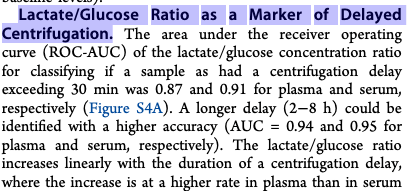 baseline levels).
Lactate/Glucose Ratio as a Marker of Delayed
Centrifugation. The area under the receiver operating
curve (ROC-AUC) of the lactate/glucose concentration ratio
for classifying if a sample as had a centrifugation delay
exceeding 30 min was 0.87 and 0.91 for plasma and serum,
respectively (Figure S4A). A longer delay (2−8 h) could be
identified with a higher accuracy (AUC = 0.94 and 0.95 for
plasma and serum, respectively). The lactate/glucose ratio
increases linearly with the duration of a centrifugation delay,
where the increase is at a higher rate in plasma than in serum